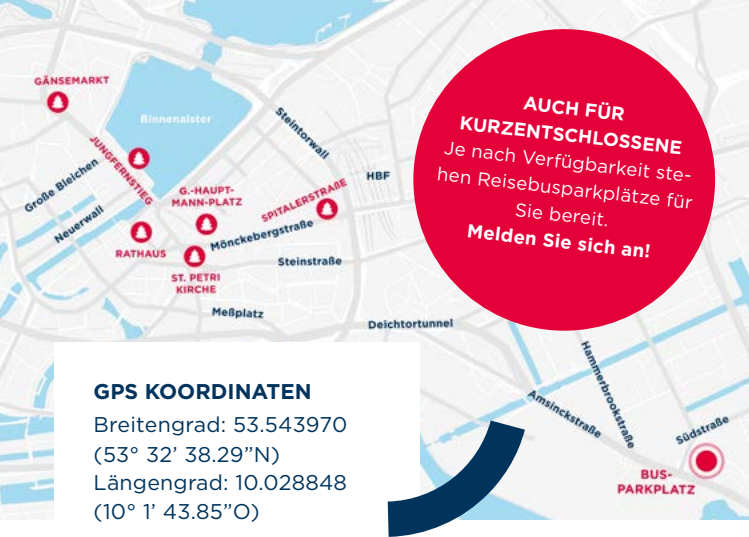 GÄNSEMARKT
Binnenalster
Steintorwall
JUNGFERNSTIEG
Große Bleichen
Neuerwall
G.-HAUPT-
MANN-PLATZ
SPITALERSTRAßE
HBF
RATHAUS
Mönckebergstraße
ST. PETRI
KIRCHE
Steinstraße
Meßplatz
Deichtortunnel
AUCH FÜR
KURZENTSCHLOSSENE
Je nach Verfügbarkeit ste-
hen Reisebusparkplätze für
Sie bereit.
Melden Sie sich an!
Hammerbrookstraße
Amsinckstraße
Südstraße
BUS-
PARKPLATZ
GPS KOORDINATEN
Breitengrad: 53.543970
(53° 32’ 38.29”N)
Längengrad: 10.028848
(10° 1’ 43.85”O)